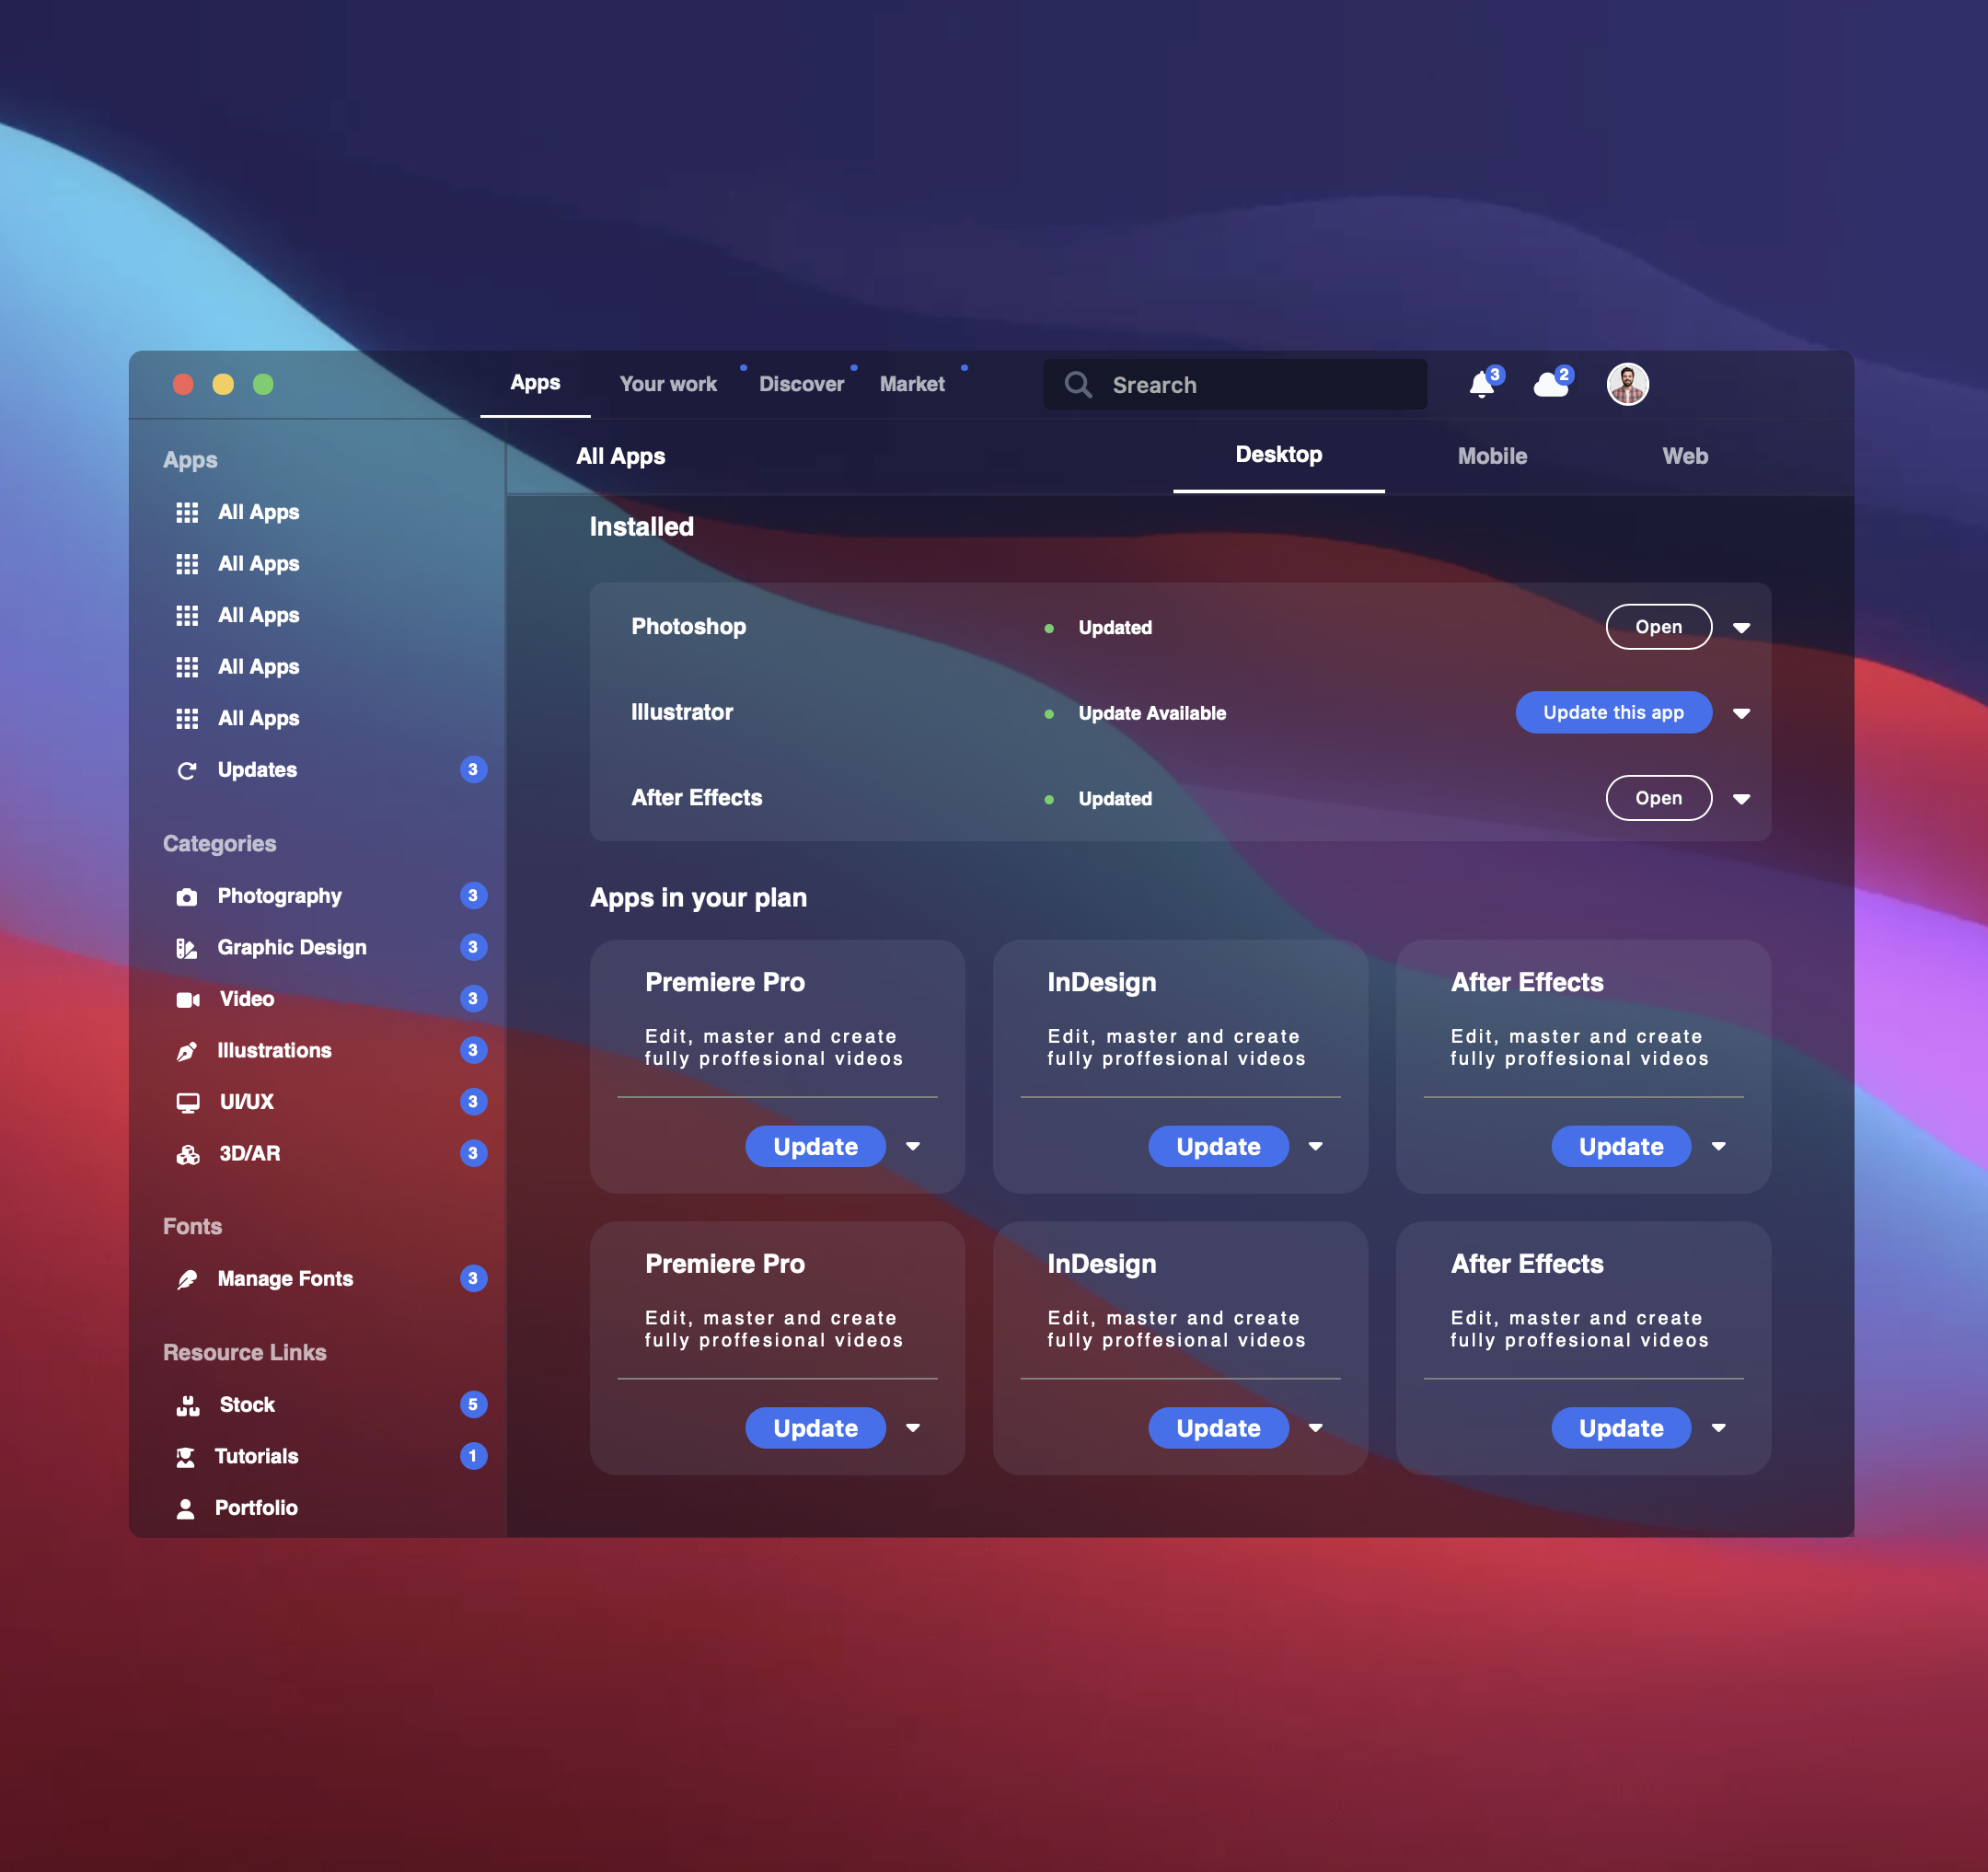 Apps
Your work
Discover
Market
Srearch
3
2
Apps
All Apps
All Apps
All Apps
All Apps
All Apps
Updates 3
Categories
Photography 3
Graphic Design 3
Video 3
Illustrations 3
UI/UX 3
3D/AR 3
Fonts
Manage Fonts 3
Resource Links
Stock 5
Tutorials 1
Portfolio
All Apps
Desktop
Mobile
Web
Installed
Photoshop Updated Open
Illustrator Update Available Update this app
After Effects Updated Open
Apps in your plan
Premiere Pro
Edit, master and create
fully proffesional videos
Update
InDesign
Edit, master and create
fully proffesional videos
Update
After Effects
Edit, master and create
fully proffesional videos
Update
Premiere Pro
Edit, master and create
fully proffesional videos
Update
InDesign
Edit, master and create
fully proffesional videos
Update
After Effects
Edit, master and create
fully proffesional videos
Update